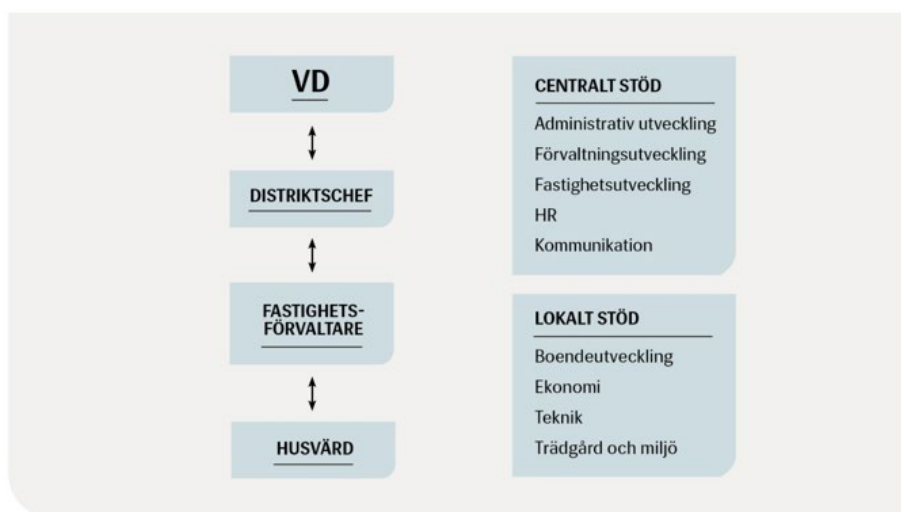 VD
DISTRIKTSCHEF
FASTIGHETS-
FÖRVALTARE
HUSVÄRD
CENTRALT STÖD
Administrativ utveckling
Förvaltningsutveckling
Fastighetsutveckling
HR
Kommunikation
LOKALT STÖD
Boendeutveckling
Ekonomi
Teknik
Trädgård och miljö